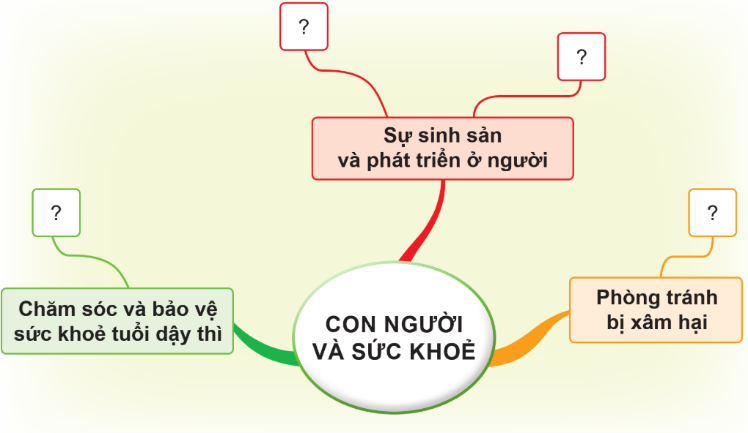 ?
?
Sự sinh sản
và phát triển ở người
?
Chăm sóc và bảo vệ
sức khoẻ tuổi dậy thì
?
Phòng tránh
bị xâm hại
CON NGƯỜI
VÀ SỨC KHOẺ